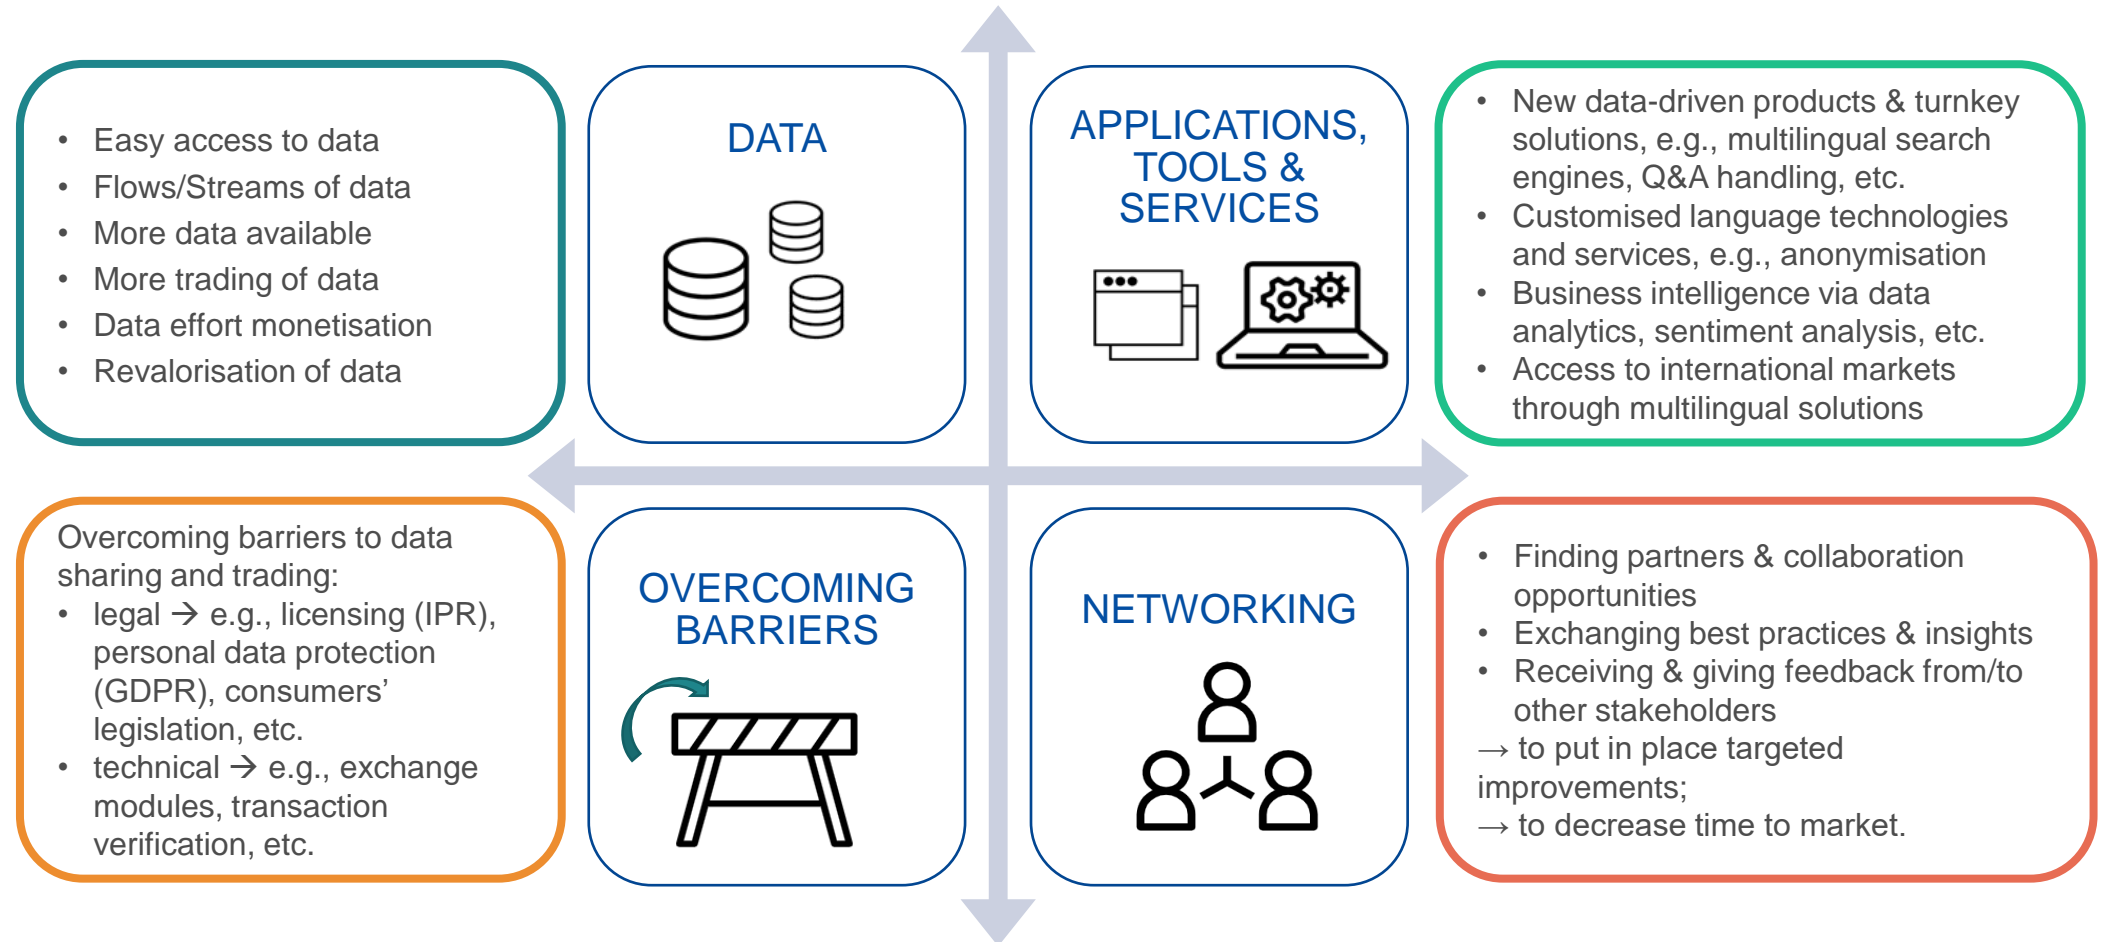 • Easy access to data
• Flows/Streams of data
• More data available
• More trading of data
• Data effort monetisation
• Revalorisation of data
DATA
APPLICATIONS,
TOOLS &
SERVICES
• New data-driven products & turnkey
solutions, e.g., multilingual search
engines, Q&A handling, etc.
• Customised language technologies
and services, e.g., anonymisation
• Business intelligence via data
analytics, sentiment analysis, etc.
• Access to international markets
through multilingual solutions
Overcoming barriers to data
sharing and trading:
• legal → e.g., licensing (IPR),
personal data protection
(GDPR), consumers’
legislation, etc.
• technical → e.g., exchange
modules, transaction
verification, etc.
OVERCOMING
BARRIERS
NETWORKING
• Finding partners & collaboration
opportunities
• Exchanging best practices & insights
• Receiving & giving feedback from/to
other stakeholders
→ to put in place targeted
improvements;
→ to decrease time to market.